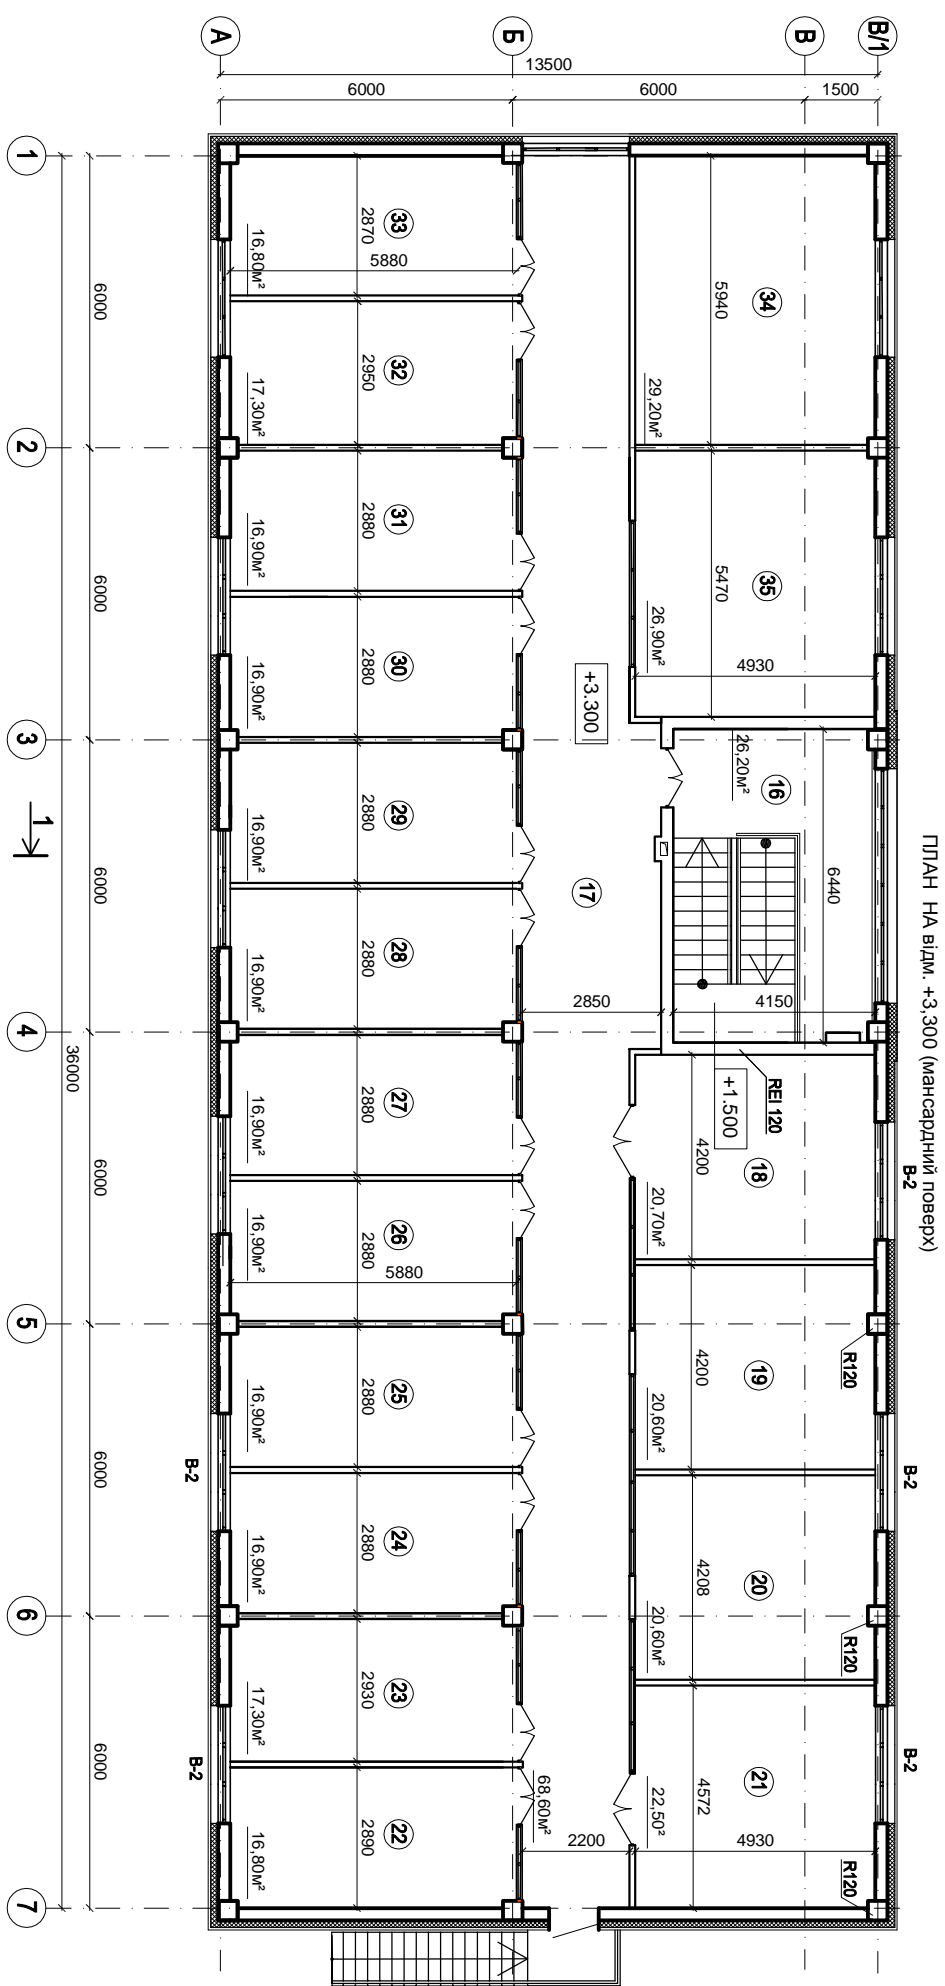 ПЛАН НА відм. +3,300 (мансардний поверх)
В/1
В
Б
А
1500
6000
6000
13500
34
5940
29,20м²
35
5470
26,90м²
4930
16
26,20м²
6440
4150
2850
+1.500
REI 120
18
4200
20,70м²
19
4200
20,60м²
20
4208
20,60м²
21
4572
22,50²
4930
2200
В-2
В-2
В-2
R120
R120
R120
+3.300
17
68,60м²
33
2870
16,80м²
5880
32
2950
17,30м²
31
2880
16,90м²
30
2880
16,90м²
29
2880
16,90м²
28
2880
16,90м²
27
2880
16,90м²
26
2880
16,90м²
5880
25
2880
16,90м²
24
2880
16,90м²
23
2930
17,30м²
22
2890
16,80м²
В-2
В-2
6000
6000
6000
6000
6000
6000
36000
1
1
2
3
4
5
6
7